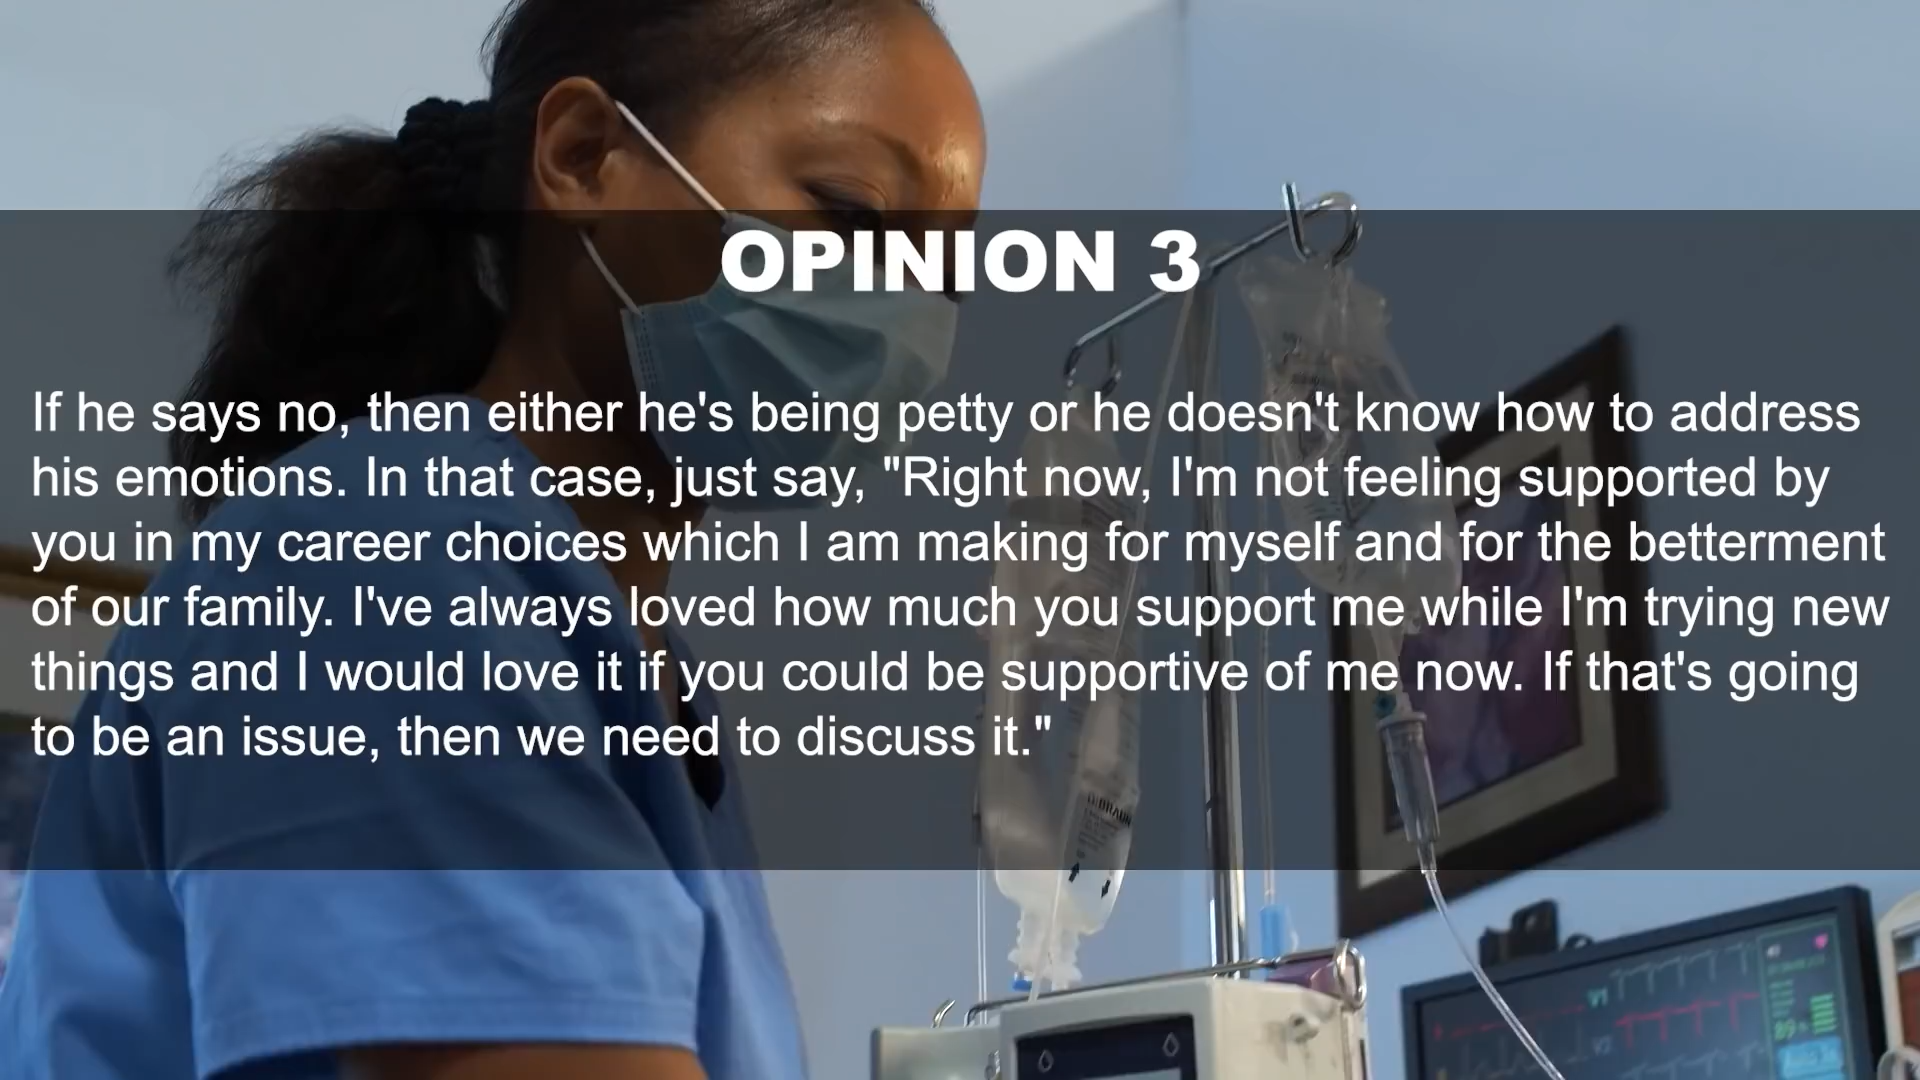 OPINION 3
If he says no, then either he's being petty or he doesn't know how to address
his emotions. In that case, just say, "Right now, I'm not feeling supported by
you in my career choices which I am making for myself and for the betterment
of our family. I've always loved how much you support me while I'm trying new
things and I would love it if you could be supportive of me now. If that's going
to be an issue, then we need to discuss it."